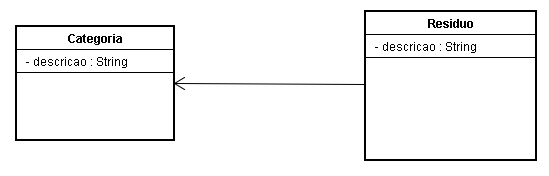 Categoria
- descricao : String
Residuo
- descricao : String